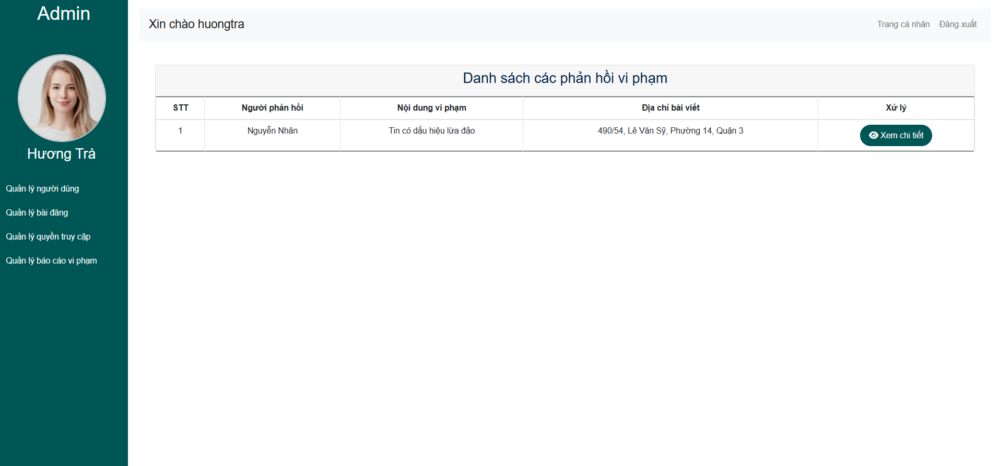 Admin
Hương Trà
Quản lý người dùng
Quản lý bài đăng
Quản lý quyền truy cập
Quản lý báo cáo vi phạm
Xin chào huongtra
Trang cá nhân Đăng xuất
Danh sách các phản hồi vi phạm
STT Người phản hồi Nội dung vi phạm Địa chỉ bài viết Xử lý
1 Nguyễn Nhân Tin có dấu hiệu lừa đảo 490/54, Lê Văn Sỹ, Phường 14, Quận 3 Xem chi tiết